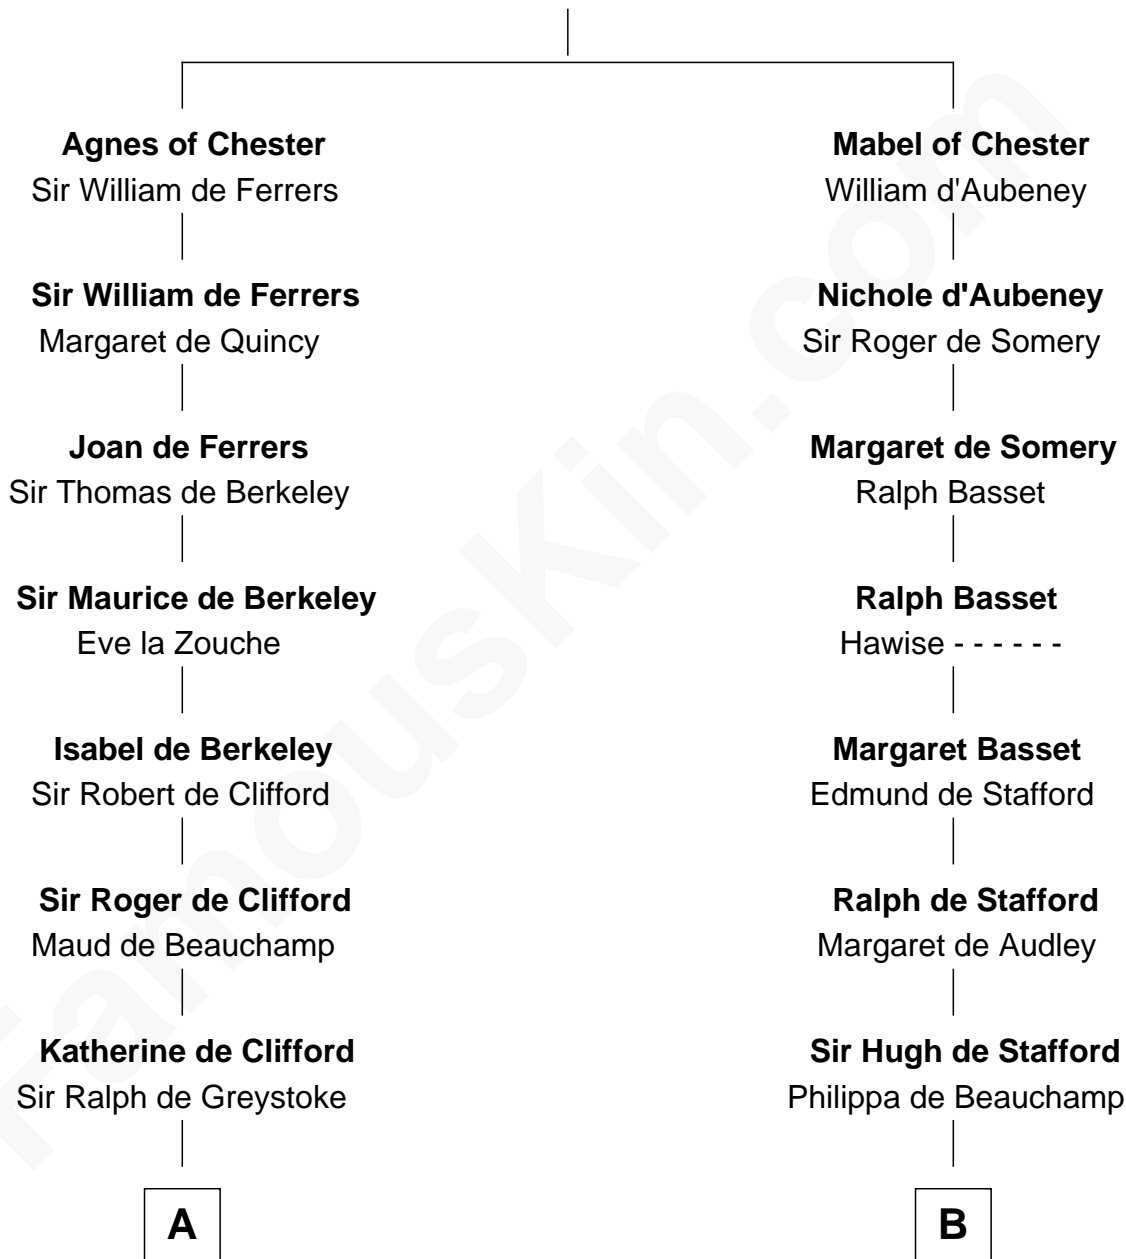 Agnes of Chester
Sir William de Ferrers
Sir William de Ferrers
Margaret de Quincy
Joan de Ferrers
Sir Thomas de Berkeley
Sir Maurice de Berkeley
Eve la Zouche
Isabel de Berkeley
Sir Robert de Clifford
Sir Roger de Clifford
Maud de Beauchamp
Katherine de Clifford
Sir Ralph de Greystoke
A
Mabel of Chester
William d'Aubeney
Nichole d'Aubeney
Sir Roger de Somery
Margaret de Somery
Ralph Basset
Ralph Basset
Hawise - - - - - -
Margaret Basset
Edmund de Stafford
Ralph de Stafford
Margaret de Audley
Sir Hugh de Stafford
Philippa de Beauchamp
B
FamousKin.com